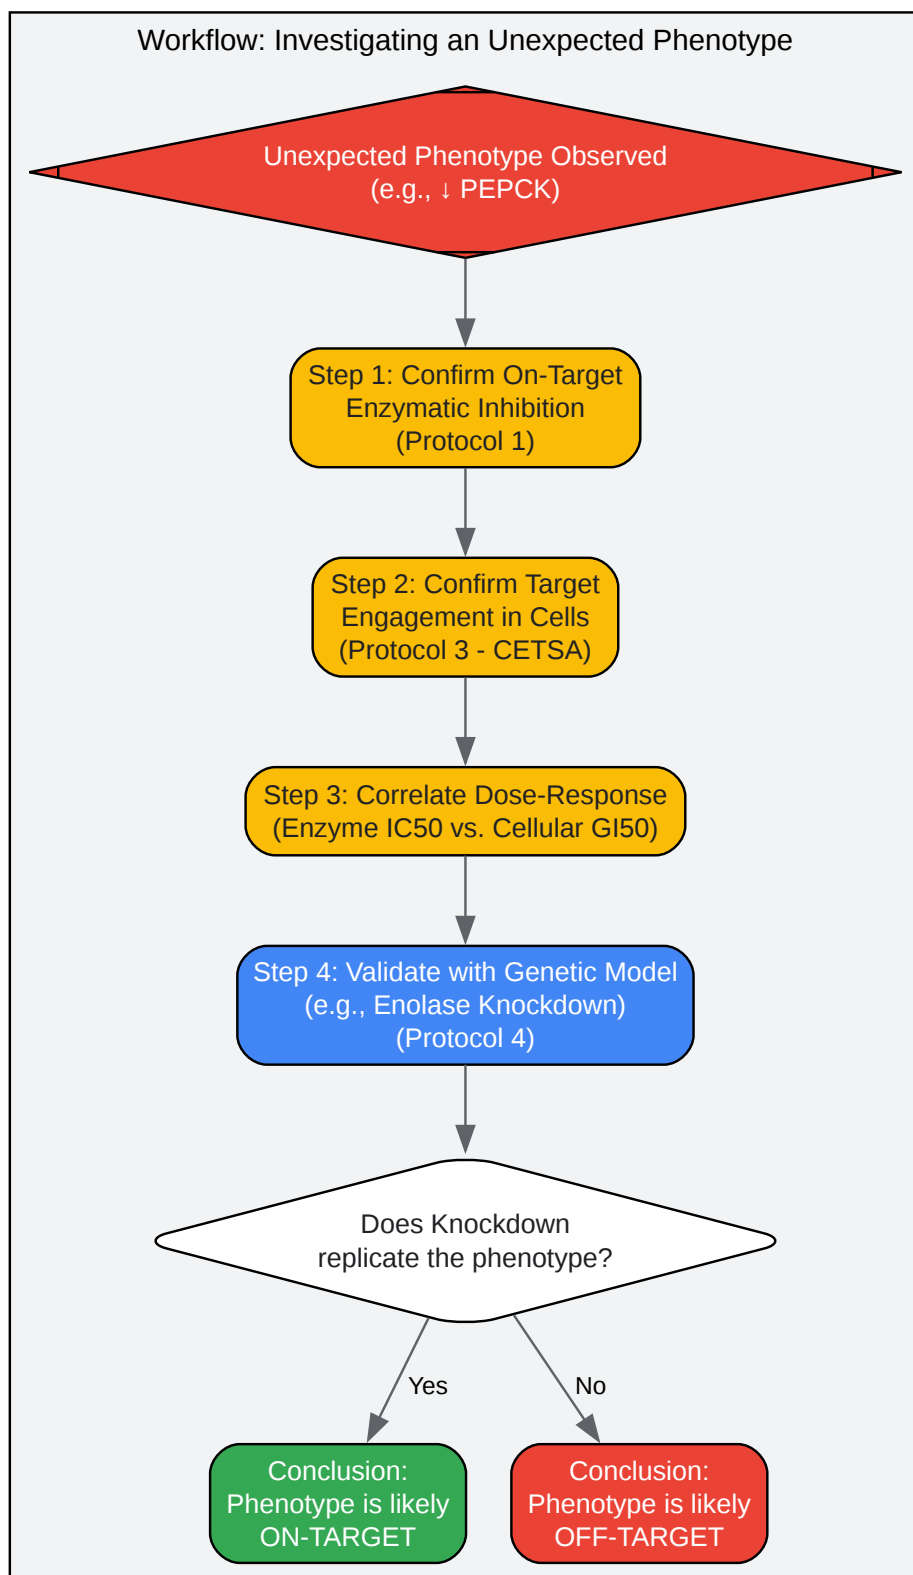 Workflow: Investigating an Unexpected Phenotype
Unexpected Phenotype Observed
(e.g., ↓ PEPCK)
Step 1: Confirm On-Target
Enzymatic Inhibition
(Protocol 1)
Step 2: Confirm Target
Engagement in Cells
(Protocol 3 - CETSA)
Step 3: Correlate Dose-Response
(Enzyme IC50 vs. Cellular GI50)
Step 4: Validate with Genetic Model
(e.g., Enolase Knockdown)
(Protocol 4)
Does Knockdown
replicate the phenotype?
Yes
No
Conclusion:
Phenotype is likely
ON-TARGET
Conclusion:
Phenotype is likely
OFF-TARGET